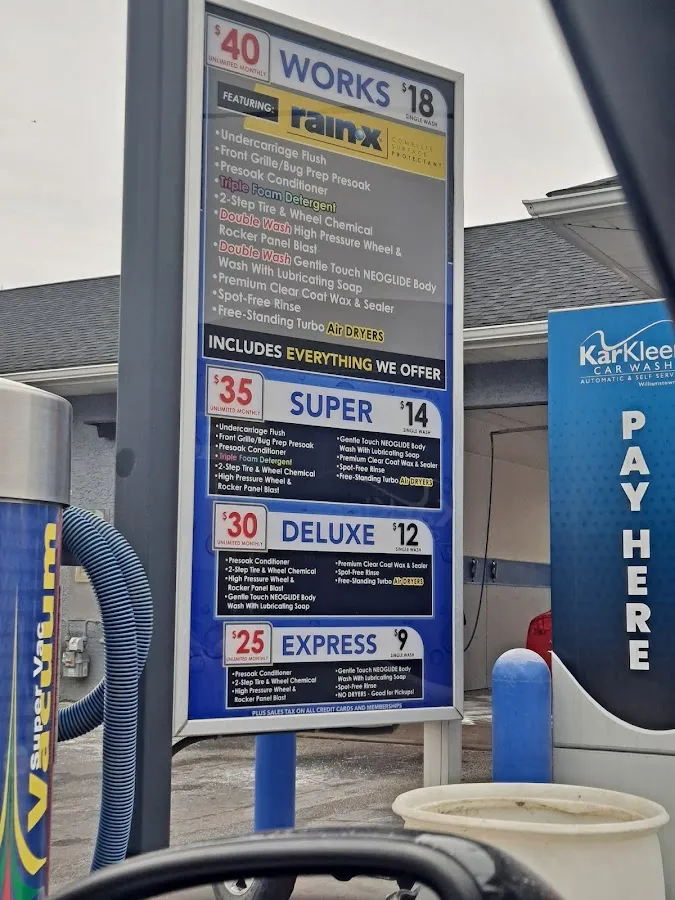 $40
UNLIMITED MONTHLY
WORKS
$18
SINGLE WASH
FEATURING:
rain-x
COMPLETE
SURFACE
PROTECTANT
•Undercarriage Flush
•Front Grille/Bug Prep Presoak
•Presoak Conditioner
•Triple Foam Detergent
•2-Step Tire & Wheel Chemical
•Double Wash High Pressure Wheel &
Rocker Panel Blast
•Double Wash Gentle Touch NEOGLIDE Body
Wash With Lubricating Soap
•Premium Clear Coat Wax & Sealer
•Spot-Free Rinse
•Free-Standing Turbo Air DRYERS
INCLUDES EVERYTHING WE OFFER
$35
UNLIMITED MONTHLY
SUPER
$14
SINGLE WASH
•Undercarriage Flush
•Front Grille/Bug Prep Presoak
•Presoak Conditioner
•Triple Foam Detergent
•2-Step Tire & Wheel Chemical
•High Pressure Wheel &
Rocker Panel Blast
•Gentle Touch NEOGLIDE Body
Wash With Lubricating Soap
•Premium Clear Coat Wax & Sealer
•Spot-Free Rinse
•Free-Standing Turbo Air DRYERS
$30
UNLIMITED MONTHLY
DELUXE
$12
SINGLE WASH
•Presoak Conditioner
•2-Step Tire & Wheel Chemical
•High Pressure Wheel &
Rocker Panel Blast
•Gentle Touch NEOGLIDE Body
Wash With Lubricating Soap
•Premium Clear Coat Wax & Sealer
•Spot-Free Rinse
•Free-Standing Turbo Air DRYERS
$25
UNLIMITED MONTHLY
EXPRESS
$9
SINGLE WASH
•Presoak Conditioner
•2-Step Tire & Wheel Chemical
•High Pressure Wheel &
Rocker Panel Blast
•Gentle Touch NEOGLIDE Body
Wash With Lubricating Soap
•Spot-Free Rinse
•NO DRYERS - Good for Pickups!
PLUS SALES TAX ON ALL CREDIT CARDS AND MEMBERSHIPS
KarKleen
CAR WASH
AUTOMATIC & SELF SERV
Williamstown
PAY HERE
Super Vac
Vacuum